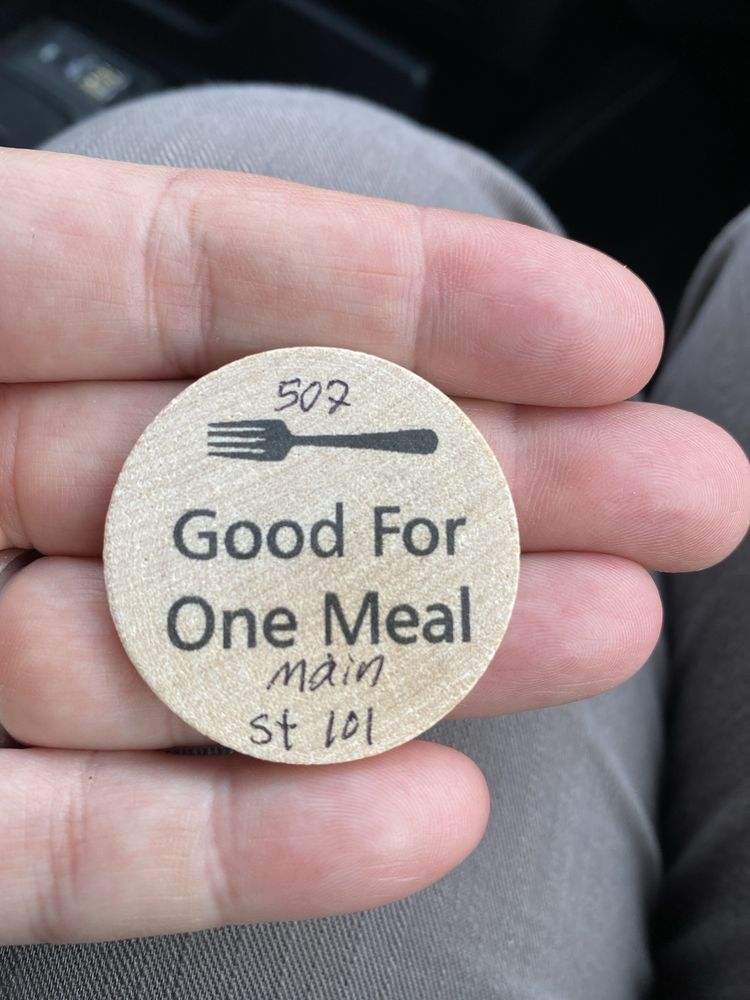 507
Good For
One Meal
main
st 101